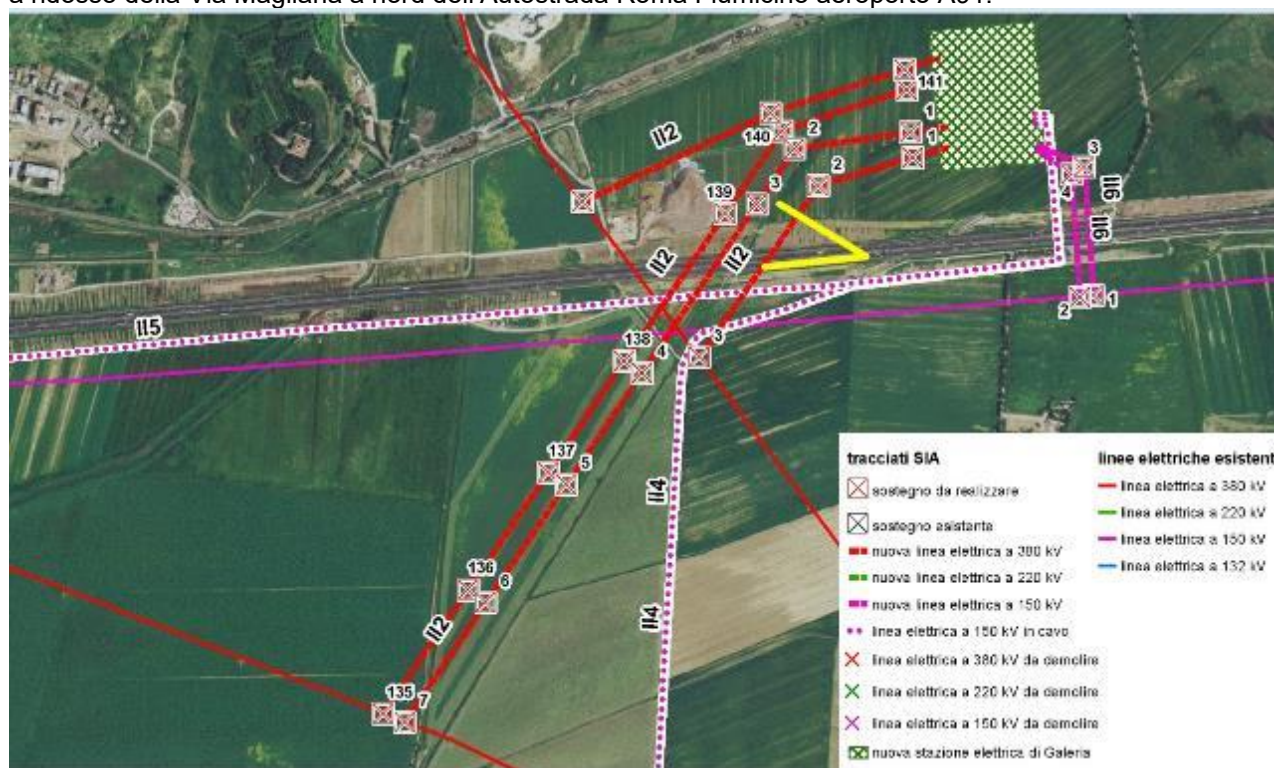 a ridosso della Via Magliana a nord dell'Autostrada Roma Fiumicino aeroporto A91.
141
II2
140
2
1
1
2
3
139
3
4
9II
9II
II2
II2
2
1
II5
138
4
3
137
5
II4
136
6
II4
II2
135
7
tracciati SIA
sostegno da realizzare
sostegno esistente
nuova linea elettrica a 380 kV
nuova linea elettrica a 220 kV
nuova linea elettrica a 150 kV
linea elettrica a 150 kV in cavo
linea elettrica a 380 kV da demolire
linea elettrica a 220 kV da demolire
linea elettrica a 150 kV da demolire
nuova stazione elettrica di Galeria
linee elettriche esistent
linea elettrica a 380 kV
linea elettrica a 220 kV
linea elettrica a 150 kV
linea elettrica a 132 kV